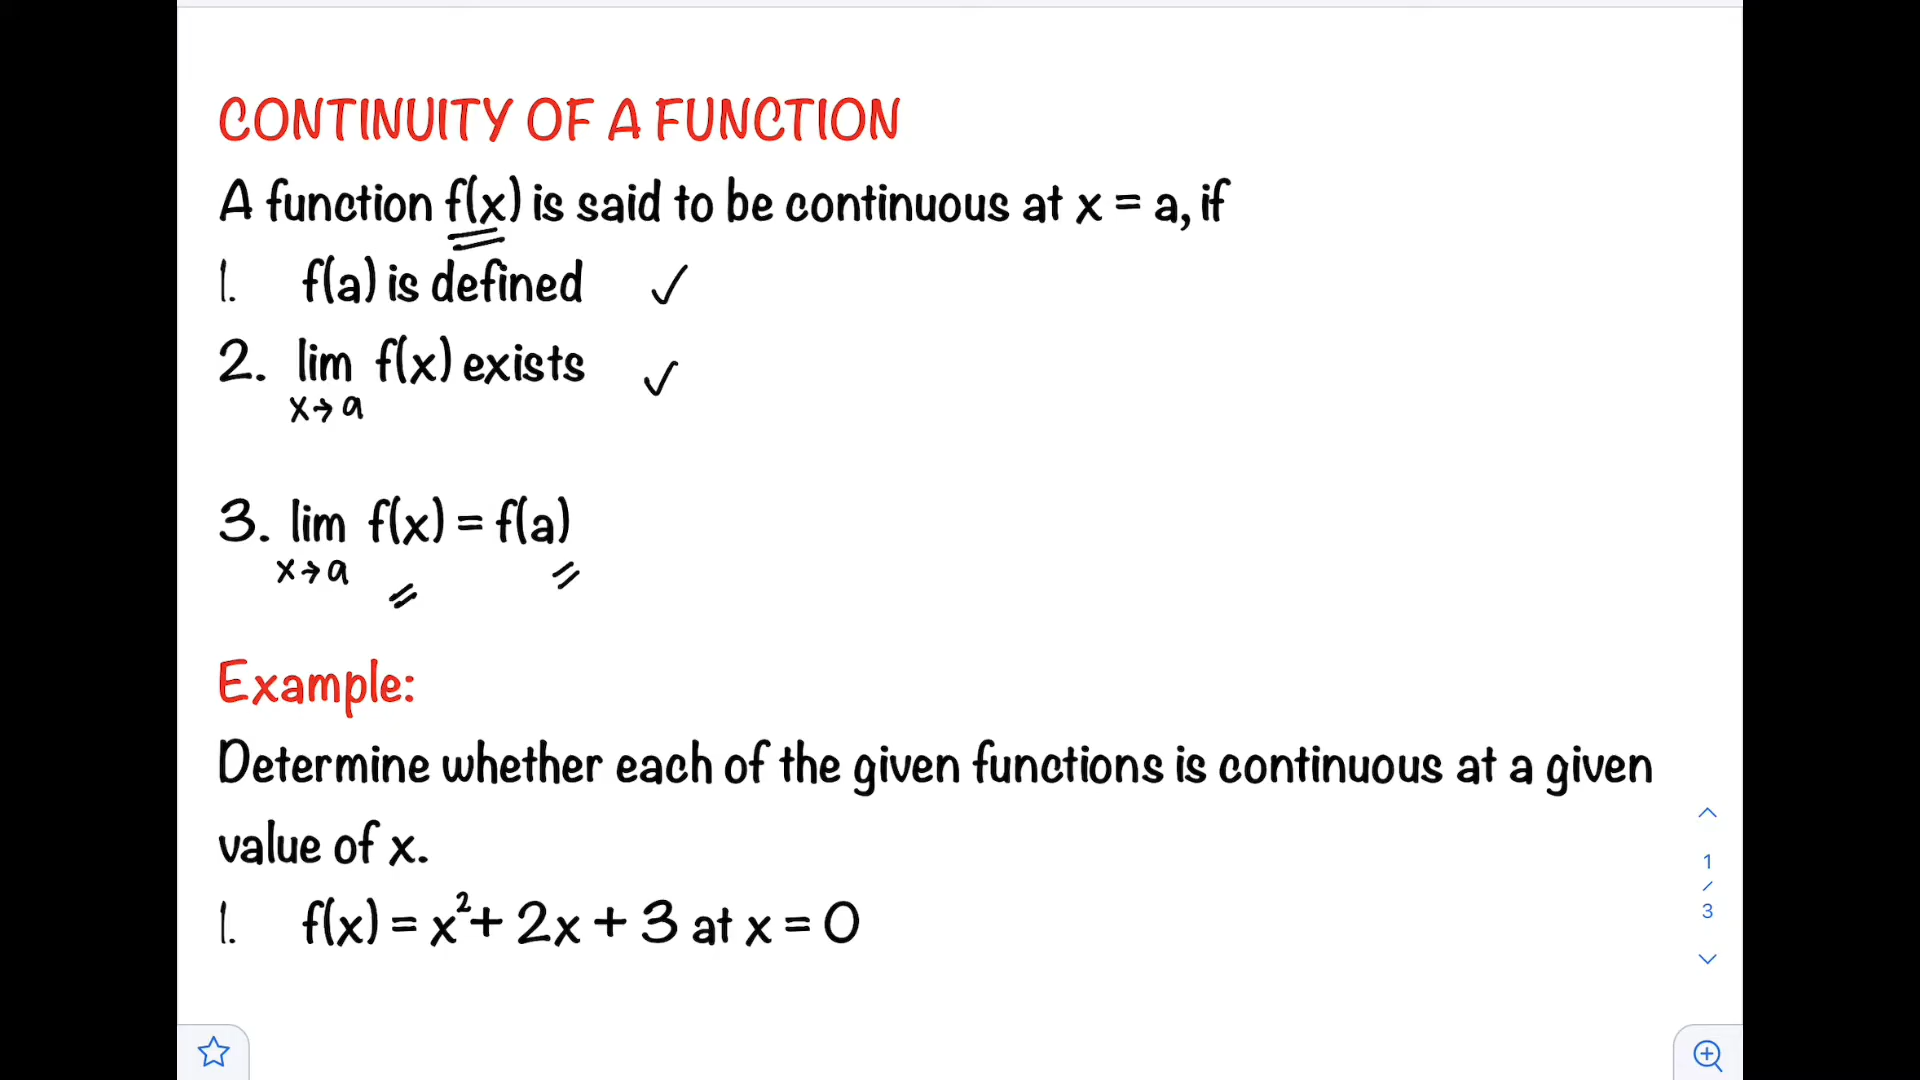 CONTINUITY OF A FUNCTION
A function f(x) is said to be continuous at x = a, if
1. f(a) is defined ✓
2. lim f(x) exists ✓
x→a
3. lim f(x) = f(a)
x→a
Example:
Determine whether each of the given functions is continuous at a given
value of x.
1. f(x) = x²+ 2x + 3 at x = 0
1
/
3